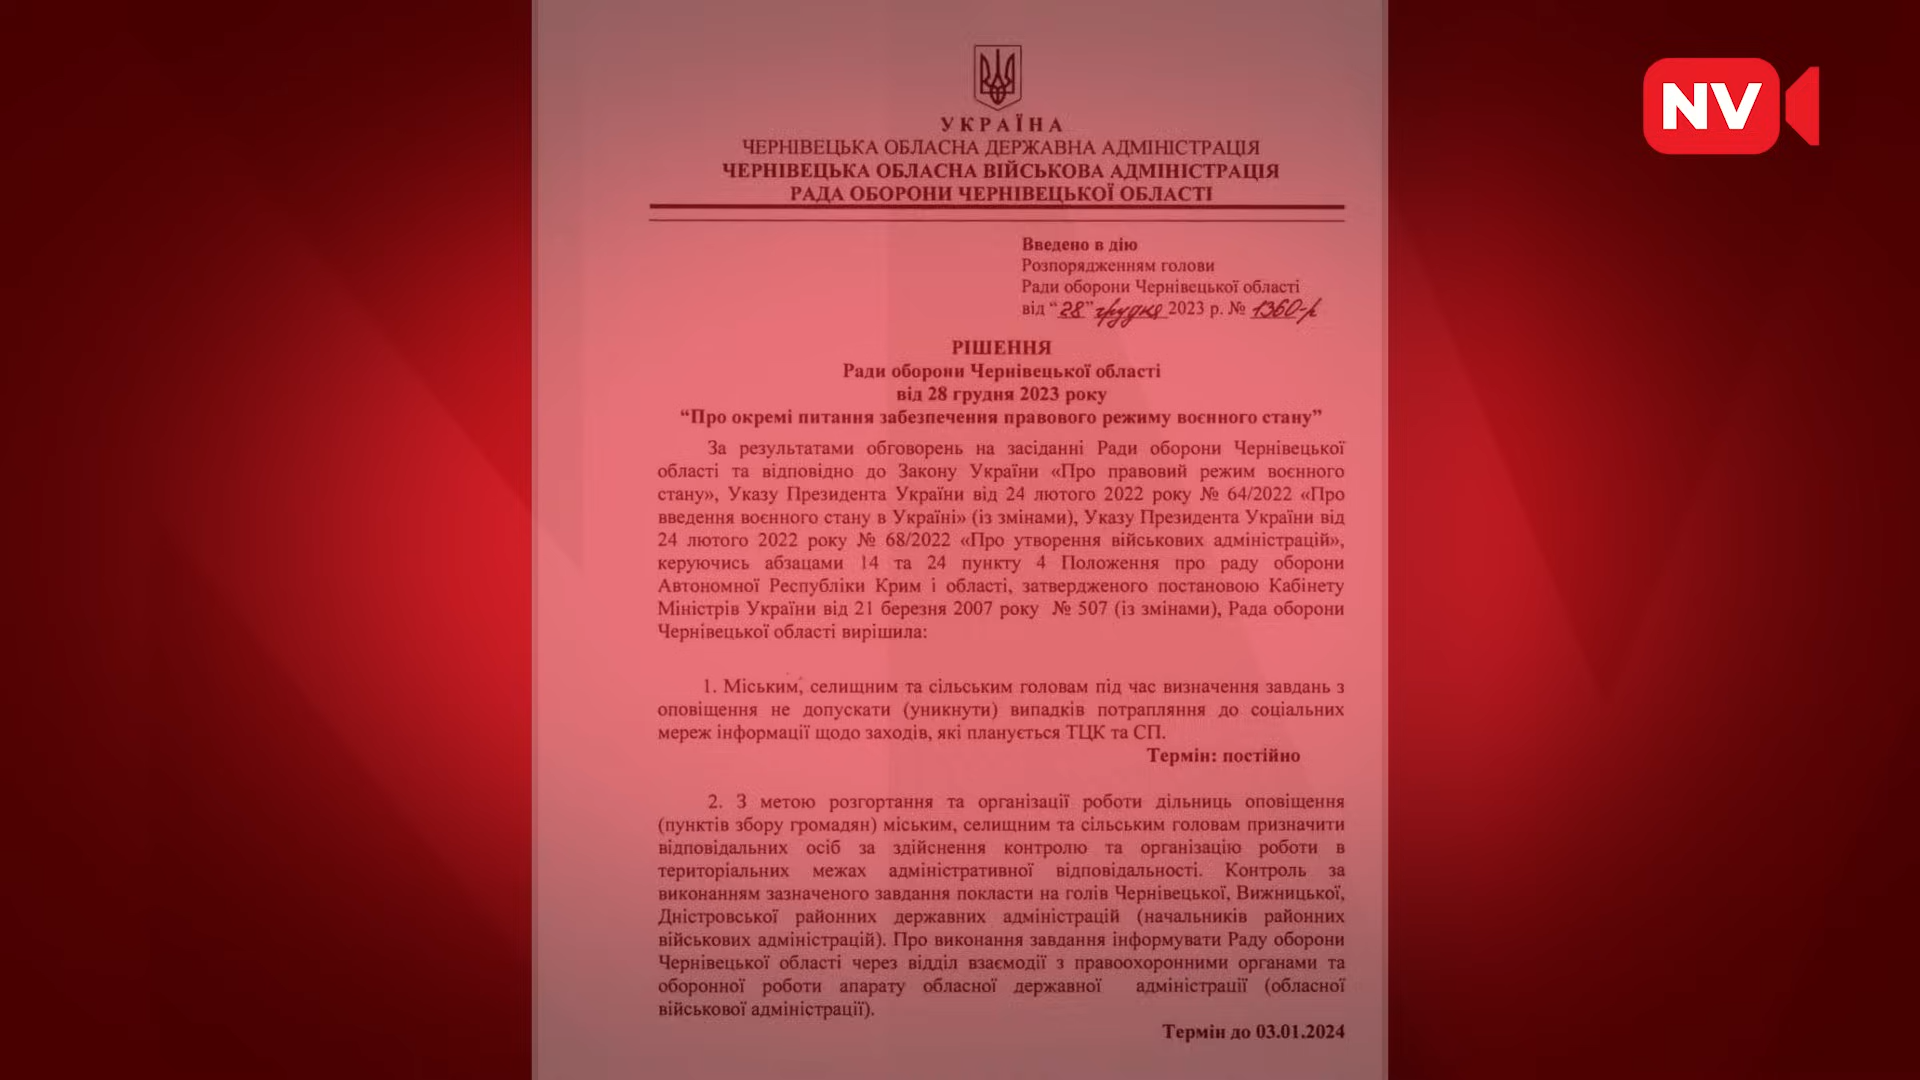 NV
УКРАЇНА
ЧЕРНІВЕЦЬКА ОБЛАСНА ДЕРЖАВНА АДМІНІСТРАЦІЯ
ЧЕРНІВЕЦЬКА ОБЛАСНА ВІЙСЬКОВА АДМІНІСТРАЦІЯ
РАДА ОБОРОНИ ЧЕРНІВЕЦЬКОЇ ОБЛАСТІ
Введено в дію
Розпорядженням голови
Ради оборони Чернівецької області
від “28” грудня 2023 р. № 1360-р
РІШЕННЯ
Ради оборони Чернівецької області
від 28 грудня 2023 року
“Про окремі питання забезпечення правового режиму воєнного стану”
За результатами обговорень на засіданні Ради оборони Чернівецької
області та відповідно до Закону України «Про правовий режим воєнного
стану», Указу Президента України від 24 лютого 2022 року № 64/2022 «Про
введення воєнного стану в Україні» (із змінами), Указу Президента України від
24 лютого 2022 року № 68/2022 «Про утворення військових адміністрацій»,
керуючись абзацами 14 та 24 пункту 4 Положення про раду оборони
Автономної Республіки Крим і області, затвердженого постановою Кабінету
Міністрів України від 21 березня 2007 року № 507 (із змінами), Рада оборони
Чернівецької області вирішила:
1. Міським, селищним та сільським головам під час визначення завдань з
оповіщення не допускати (уникнути) випадків потрапляння до соціальних
мереж інформації щодо заходів, які планується ТЦК та СП.
Термін: постійно
2. З метою розгортання та організації роботи дільниць оповіщення
(пунктів збору громадян) міським, селищним та сільським головам призначити
відповідальних осіб за здійснення контролю та організацію роботи в
територіальних межах адміністративної відповідальності. Контроль за
виконанням зазначеного завдання покласти на голів Чернівецької, Вижницької,
Дністровської районних державних адміністрацій (начальників районних
військових адміністрацій). Про виконання завдання інформувати Раду оборони
Чернівецької області через відділ взаємодії з правоохоронними органами та
оборонної роботи апарату обласної державної адміністрації (обласної
військової адміністрації).
Термін до 03.01.2024